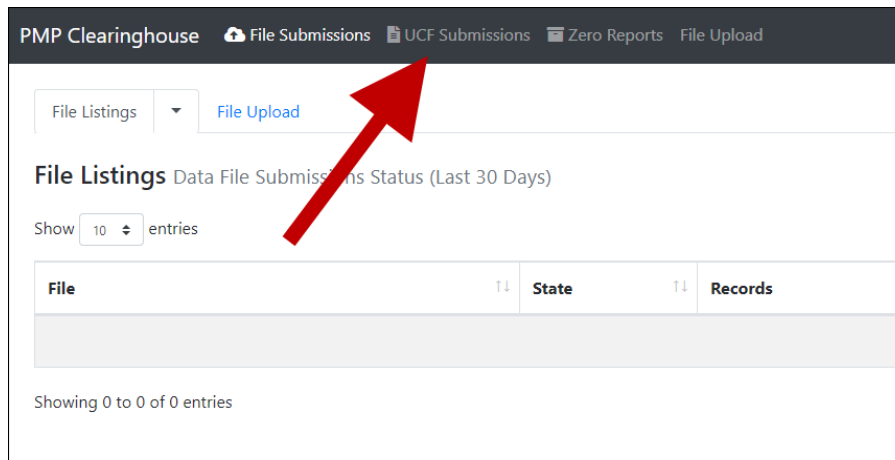 PMP Clearinghouse File Submissions UCF Submissions Zero Reports File Upload
File Listings File Upload
File Listings Data File Submissions Status (Last 30 Days)
Show 10 entries
File State Records
Showing 0 to 0 of 0 entries